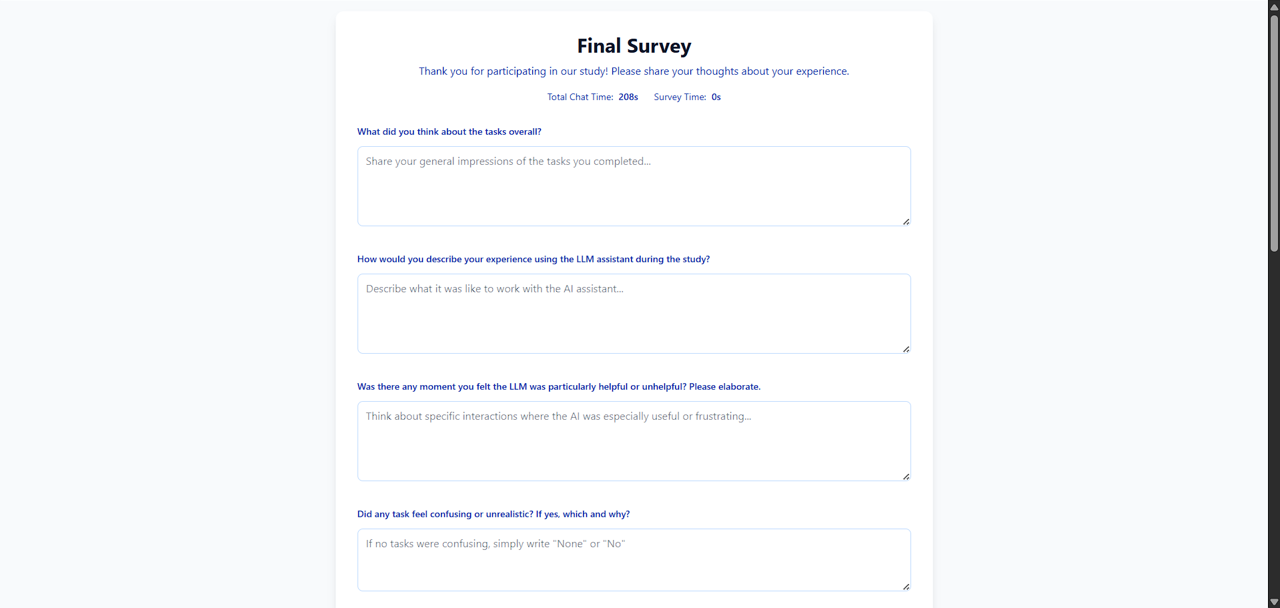 Final Survey
Thank you for participating in our study! Please share your thoughts about your experience.
Total Chat Time: 208s Survey Time: 0s
What did you think about the tasks overall?
Share your general impressions of the tasks you completed...
How would you describe your experience using the LLM assistant during the study?
Describe what it was like to work with the AI assistant...
Was there any moment you felt the LLM was particularly helpful or unhelpful? Please elaborate.
Think about specific interactions where the AI was especially useful or frustrating...
Did any task feel confusing or unrealistic? If yes, which and why?
If no tasks were confusing, simply write "None" or "No"